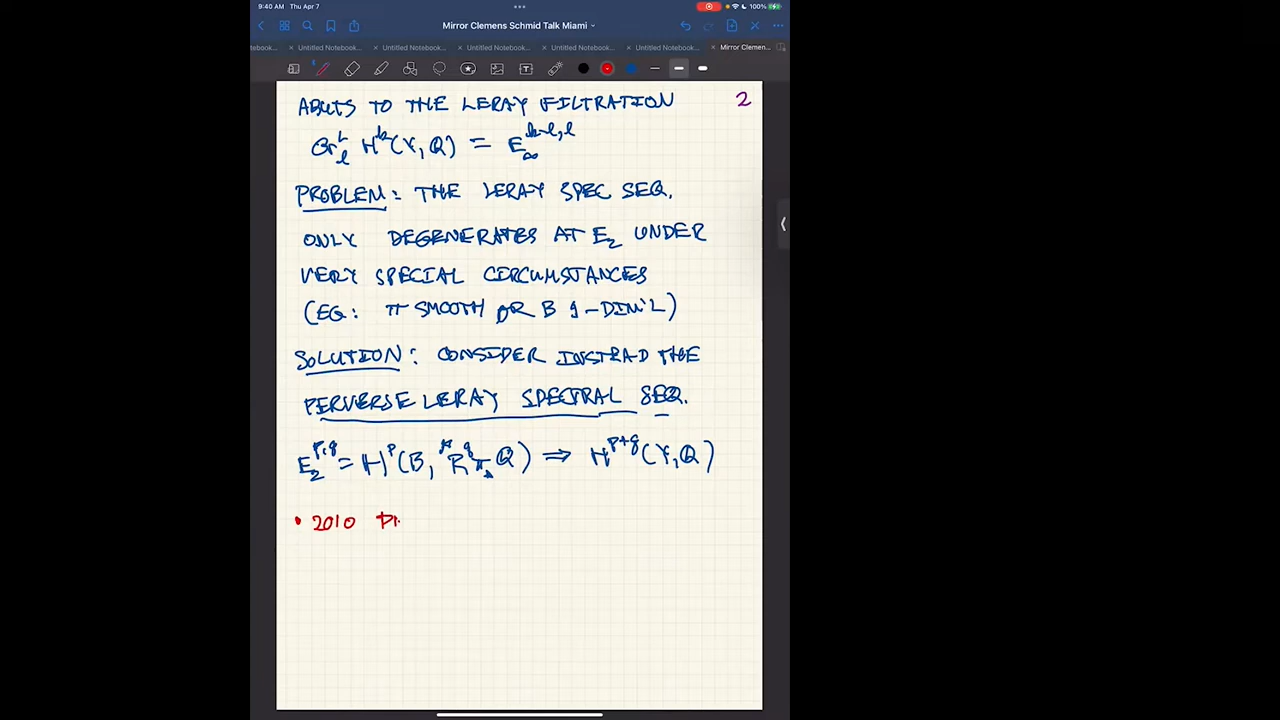 9:40 AM Thu Apr 7
100%
Mirror Clemens Schmid Talk Miami
Untitled Notebook... Untitled Notebook... Untitled Notebook... Untitled Notebook... Untitled Notebook... Mirror Clemen...
ABUTS TO THE LERAY FILTRATION 2
Gr^L_l H^k(Y, Q) = E_∞^{k-l, l}
PROBLEM: THE LERAY SPEC SEQ.
ONLY DEGENERATES AT E_2 UNDER
VERY SPECIAL CIRCUMSTANCES
(EG: π SMOOTH OR B 1-DIM'L)
SOLUTION: CONSIDER INSTEAD THE
PERVERSE LERAY SPECTRAL SEQ.
E_2^{p,q} = H^p(B, ^pR^q π_* Q) ⇒ H^{p+q}(Y, Q)
• 2010